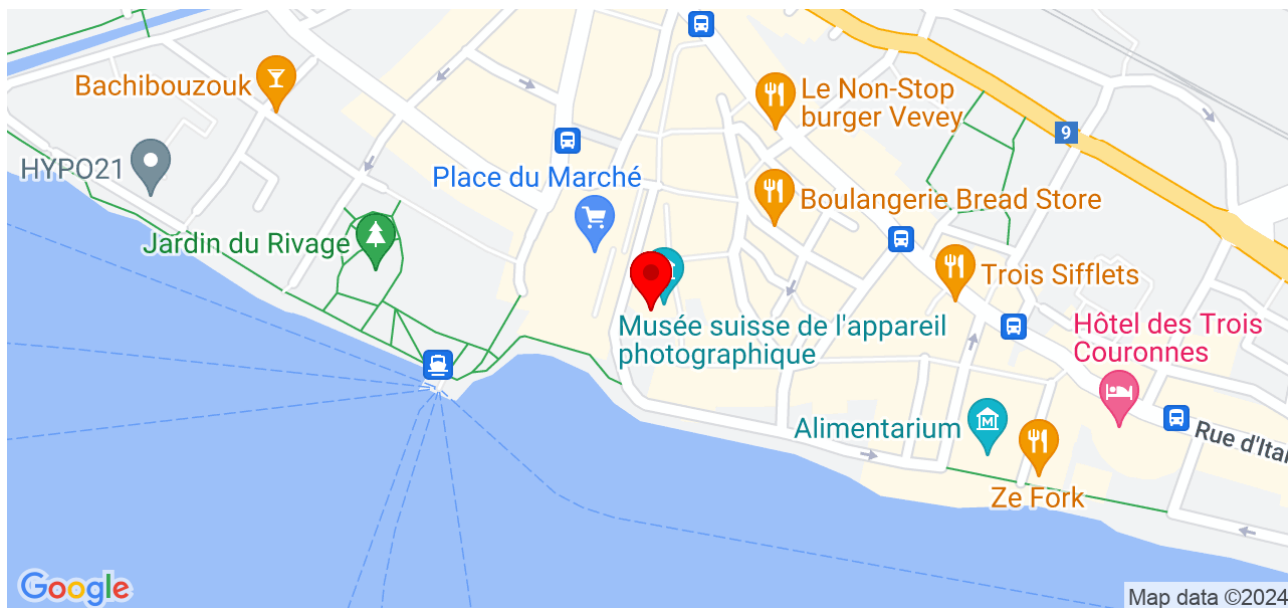 Bachibouzouk
Le Non-Stop
burger Vevey
9
HYPO21
Place du Marché
Boulangerie Bread Store
Jardin du Rivage
Trois Sifflets
Musée suisse de l'appareil
photographique
Hôtel des Trois
Couronnes
Alimentarium
M
Rue d'Ital
Ze Fork
Google
Map data ©2024